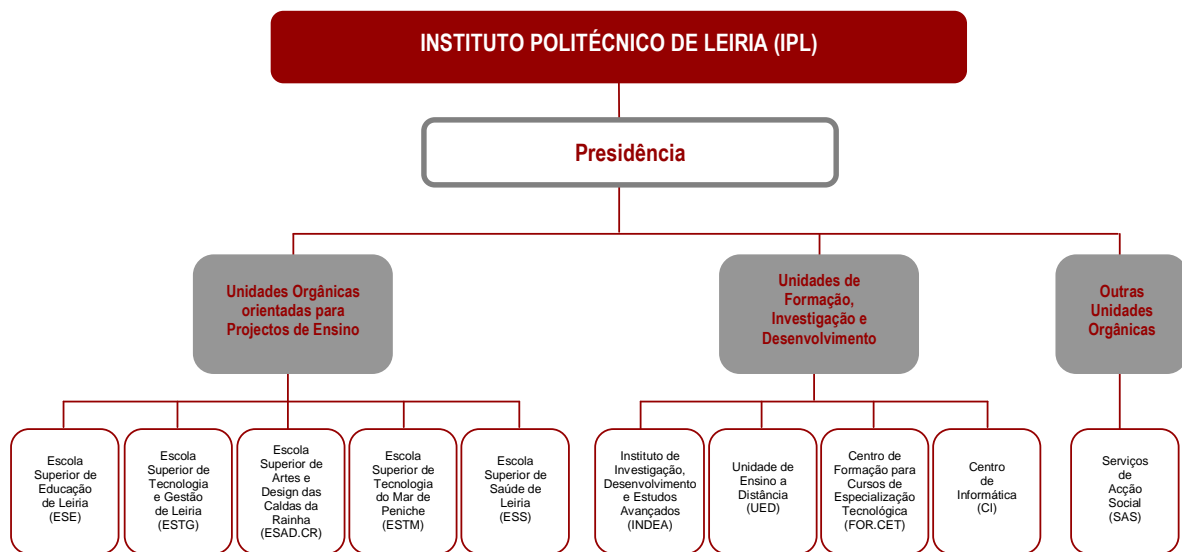 INSTITUTO POLITÉCNICO DE LEIRIA (IPL)
Presidência
Unidades Orgânicas
orientadas para
Projectos de Ensino
Unidades de
Formação,
Investigação e
Desenvolvimento
Outras
Unidades
Orgânicas
Escola
Superior de
Educação
de Leiria
(ESE)
Escola
Superior de
Tecnologia
e Gestão
de Leiria
(ESTG)
Escola
Superior de
Artes e
Design das
Caldas da
Rainha
(ESAD.CR)
Escola
Superior de
Tecnologia
do Mar de
Peniche
(ESTM)
Escola
Superior de
Saúde de
Leiria
(ESS)
Instituto de
Investigação,
Desenvolvimento
e Estudos
Avançados
(INDEA)
Unidade de
Ensino a
Distância
(UED)
Centro de
Formação para
Cursos de
Especialização
Tecnológica
(FOR.CET)
Centro
de
Informática
(CI)
Serviços
de
Acção
Social
(SAS)